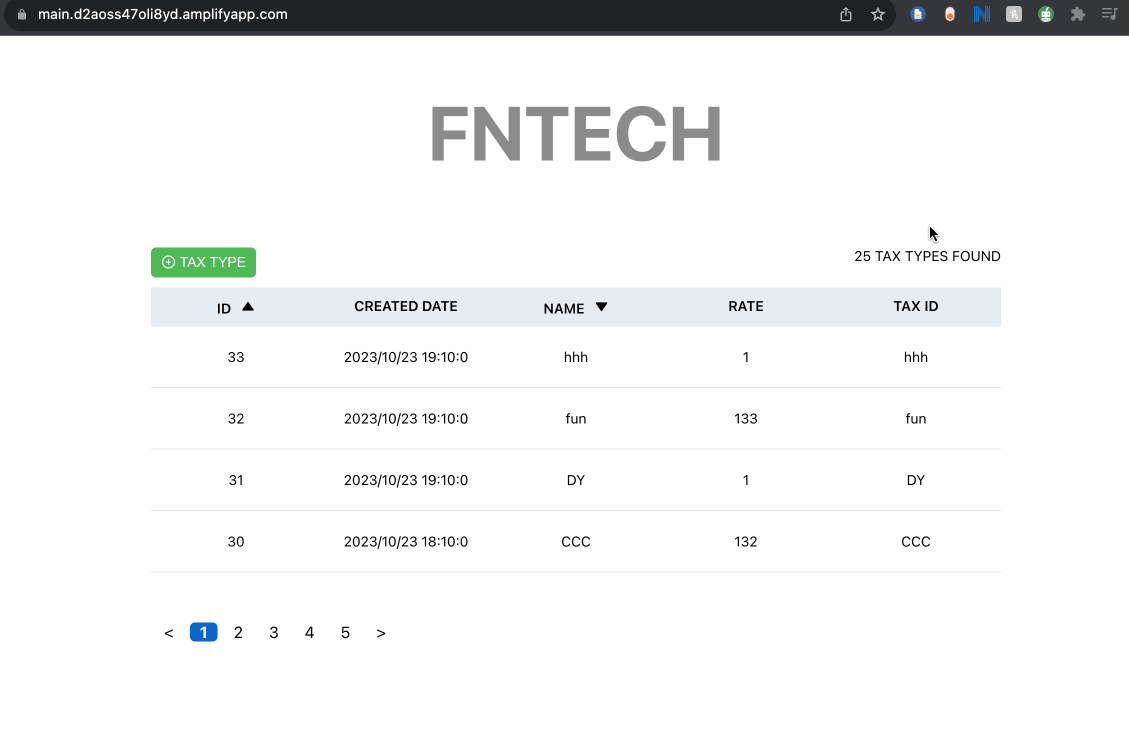 main.d2aoss47oli8yd.amplifyapp.com
FNTECH
TAX TYPE
25 TAX TYPES FOUND
ID CREATED DATE NAME RATE TAX ID
33 2023/10/23 19:10:0 hhh 1 hhh
32 2023/10/23 19:10:0 fun 133 fun
31 2023/10/23 19:10:0 DY 1 DY
30 2023/10/23 18:10:0 CCC 132 CCC
< 1 2 3 4 5 >